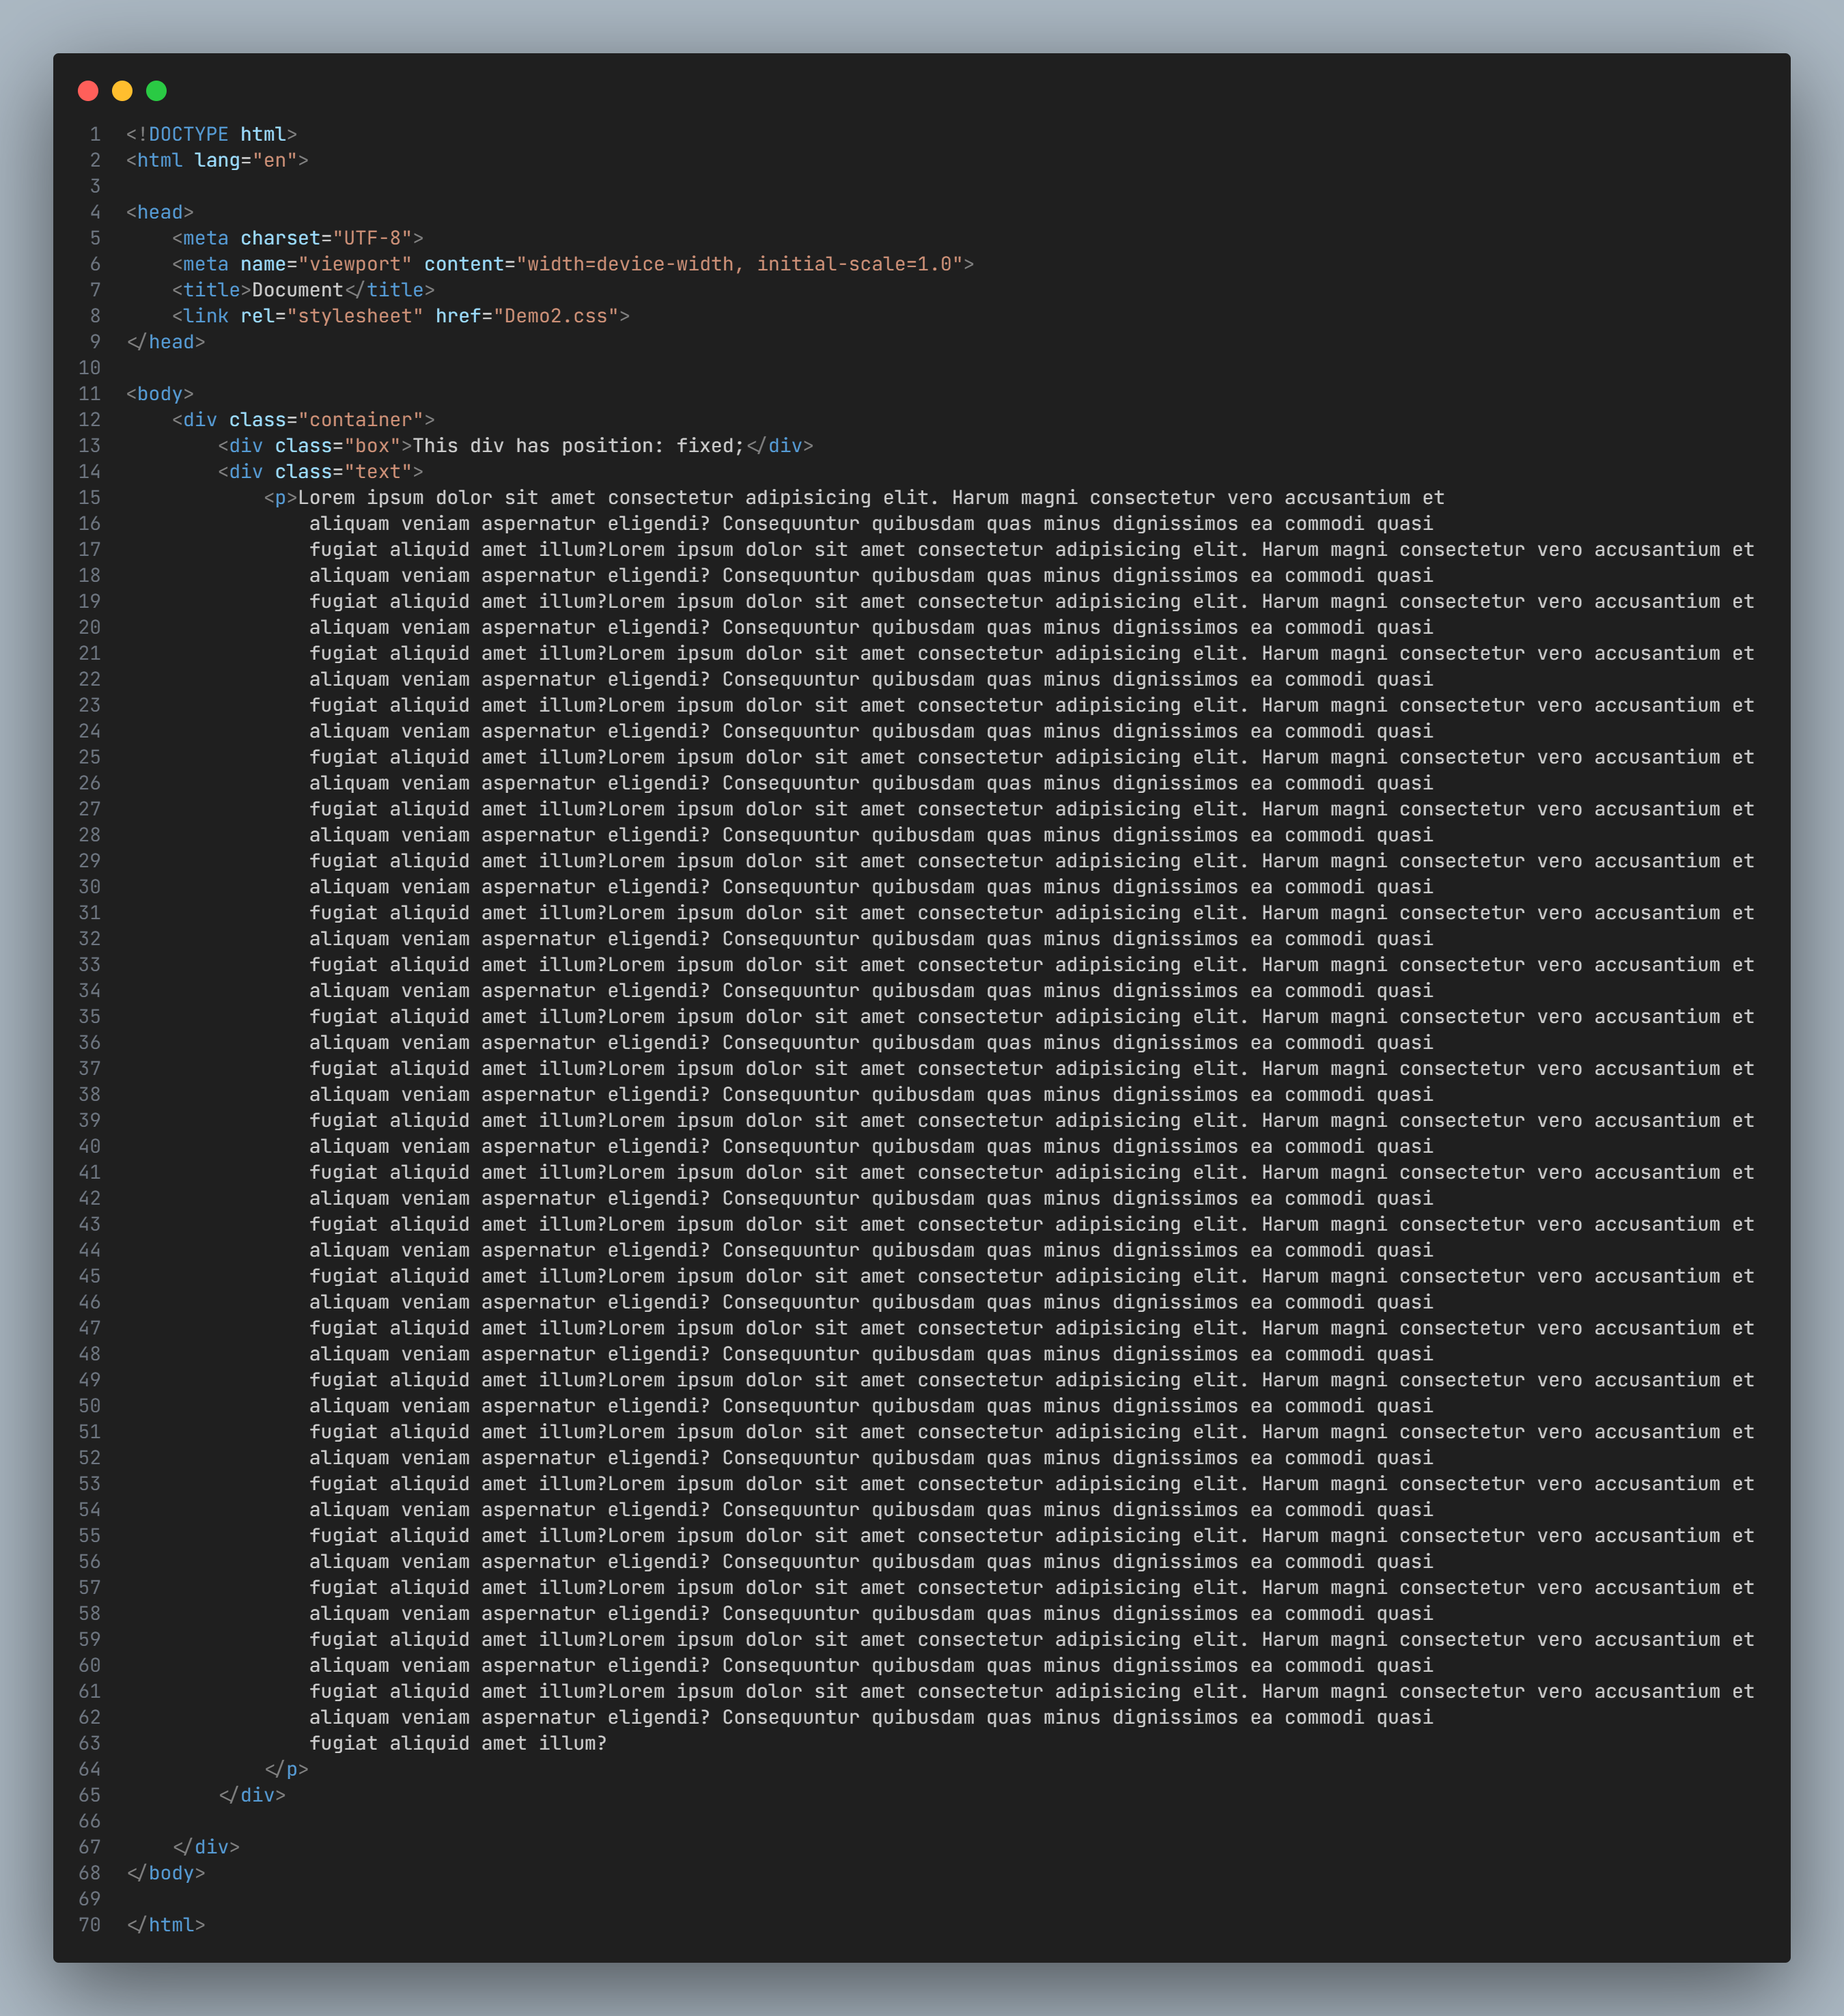 1 <!DOCTYPE html>
2 <html lang="en">
3
4 <head>
5     <meta charset="UTF-8">
6     <meta name="viewport" content="width=device-width, initial-scale=1.0">
7     <title>Document</title>
8     <link rel="stylesheet" href="Demo2.css">
9 </head>
10
11 <body>
12     <div class="container">
13         <div class="box">This div has position: fixed;</div>
14         <div class="text">
15             <p>Lorem ipsum dolor sit amet consectetur adipisicing elit. Harum magni consectetur vero accusantium et
16                 aliquam veniam aspernatur eligendi? Consequuntur quibusdam quas minus dignissimos ea commodi quasi
17                 fugiat aliquid amet illum?Lorem ipsum dolor sit amet consectetur adipisicing elit. Harum magni consectetur vero accusantium et
18                 aliquam veniam aspernatur eligendi? Consequuntur quibusdam quas minus dignissimos ea commodi quasi
19                 fugiat aliquid amet illum?Lorem ipsum dolor sit amet consectetur adipisicing elit. Harum magni consectetur vero accusantium et
20                 aliquam veniam aspernatur eligendi? Consequuntur quibusdam quas minus dignissimos ea commodi quasi
21                 fugiat aliquid amet illum?Lorem ipsum dolor sit amet consectetur adipisicing elit. Harum magni consectetur vero accusantium et
22                 aliquam veniam aspernatur eligendi? Consequuntur quibusdam quas minus dignissimos ea commodi quasi
23                 fugiat aliquid amet illum?Lorem ipsum dolor sit amet consectetur adipisicing elit. Harum magni consectetur vero accusantium et
24                 aliquam veniam aspernatur eligendi? Consequuntur quibusdam quas minus dignissimos ea commodi quasi
25                 fugiat aliquid amet illum?Lorem ipsum dolor sit amet consectetur adipisicing elit. Harum magni consectetur vero accusantium et
26                 aliquam veniam aspernatur eligendi? Consequuntur quibusdam quas minus dignissimos ea commodi quasi
27                 fugiat aliquid amet illum?Lorem ipsum dolor sit amet consectetur adipisicing elit. Harum magni consectetur vero accusantium et
28                 aliquam veniam aspernatur eligendi? Consequuntur quibusdam quas minus dignissimos ea commodi quasi
29                 fugiat aliquid amet illum?Lorem ipsum dolor sit amet consectetur adipisicing elit. Harum magni consectetur vero accusantium et
30                 aliquam veniam aspernatur eligendi? Consequuntur quibusdam quas minus dignissimos ea commodi quasi
31                 fugiat aliquid amet illum?Lorem ipsum dolor sit amet consectetur adipisicing elit. Harum magni consectetur vero accusantium et
32                 aliquam veniam aspernatur eligendi? Consequuntur quibusdam quas minus dignissimos ea commodi quasi
33                 fugiat aliquid amet illum?Lorem ipsum dolor sit amet consectetur adipisicing elit. Harum magni consectetur vero accusantium et
34                 aliquam veniam aspernatur eligendi? Consequuntur quibusdam quas minus dignissimos ea commodi quasi
35                 fugiat aliquid amet illum?Lorem ipsum dolor sit amet consectetur adipisicing elit. Harum magni consectetur vero accusantium et
36                 aliquam veniam aspernatur eligendi? Consequuntur quibusdam quas minus dignissimos ea commodi quasi
37                 fugiat aliquid amet illum?Lorem ipsum dolor sit amet consectetur adipisicing elit. Harum magni consectetur vero accusantium et
38                 aliquam veniam aspernatur eligendi? Consequuntur quibusdam quas minus dignissimos ea commodi quasi
39                 fugiat aliquid amet illum?Lorem ipsum dolor sit amet consectetur adipisicing elit. Harum magni consectetur vero accusantium et
40                 aliquam veniam aspernatur eligendi? Consequuntur quibusdam quas minus dignissimos ea commodi quasi
41                 fugiat aliquid amet illum?Lorem ipsum dolor sit amet consectetur adipisicing elit. Harum magni consectetur vero accusantium et
42                 aliquam veniam aspernatur eligendi? Consequuntur quibusdam quas minus dignissimos ea commodi quasi
43                 fugiat aliquid amet illum?Lorem ipsum dolor sit amet consectetur adipisicing elit. Harum magni consectetur vero accusantium et
44                 aliquam veniam aspernatur eligendi? Consequuntur quibusdam quas minus dignissimos ea commodi quasi
45                 fugiat aliquid amet illum?Lorem ipsum dolor sit amet consectetur adipisicing elit. Harum magni consectetur vero accusantium et
46                 aliquam veniam aspernatur eligendi? Consequuntur quibusdam quas minus dignissimos ea commodi quasi
47                 fugiat aliquid amet illum?Lorem ipsum dolor sit amet consectetur adipisicing elit. Harum magni consectetur vero accusantium et
48                 aliquam veniam aspernatur eligendi? Consequuntur quibusdam quas minus dignissimos ea commodi quasi
49                 fugiat aliquid amet illum?Lorem ipsum dolor sit amet consectetur adipisicing elit. Harum magni consectetur vero accusantium et
50                 aliquam veniam aspernatur eligendi? Consequuntur quibusdam quas minus dignissimos ea commodi quasi
51                 fugiat aliquid amet illum?Lorem ipsum dolor sit amet consectetur adipisicing elit. Harum magni consectetur vero accusantium et
52                 aliquam veniam aspernatur eligendi? Consequuntur quibusdam quas minus dignissimos ea commodi quasi
53                 fugiat aliquid amet illum?Lorem ipsum dolor sit amet consectetur adipisicing elit. Harum magni consectetur vero accusantium et
54                 aliquam veniam aspernatur eligendi? Consequuntur quibusdam quas minus dignissimos ea commodi quasi
55                 fugiat aliquid amet illum?Lorem ipsum dolor sit amet consectetur adipisicing elit. Harum magni consectetur vero accusantium et
56                 aliquam veniam aspernatur eligendi? Consequuntur quibusdam quas minus dignissimos ea commodi quasi
57                 fugiat aliquid amet illum?Lorem ipsum dolor sit amet consectetur adipisicing elit. Harum magni consectetur vero accusantium et
58                 aliquam veniam aspernatur eligendi? Consequuntur quibusdam quas minus dignissimos ea commodi quasi
59                 fugiat aliquid amet illum?Lorem ipsum dolor sit amet consectetur adipisicing elit. Harum magni consectetur vero accusantium et
60                 aliquam veniam aspernatur eligendi? Consequuntur quibusdam quas minus dignissimos ea commodi quasi
61                 fugiat aliquid amet illum?Lorem ipsum dolor sit amet consectetur adipisicing elit. Harum magni consectetur vero accusantium et
62                 aliquam veniam aspernatur eligendi? Consequuntur quibusdam quas minus dignissimos ea commodi quasi
63                 fugiat aliquid amet illum?
64             </p>
65         </div>
66
67     </div>
68 </body>
69
70 </html>